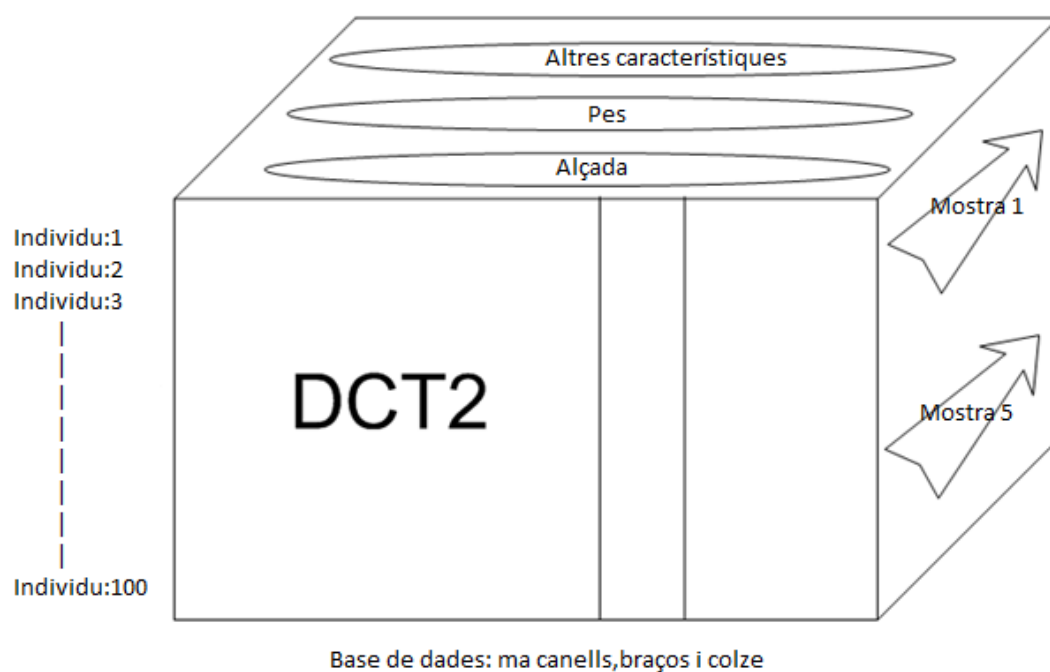 Altres característiques
Pes
Alçada
Mostra 1
Individu:1
Individu:2
Individu:3
DCT2
Mostra 5
Individu:100
Base de dades: ma canells,braços i colze